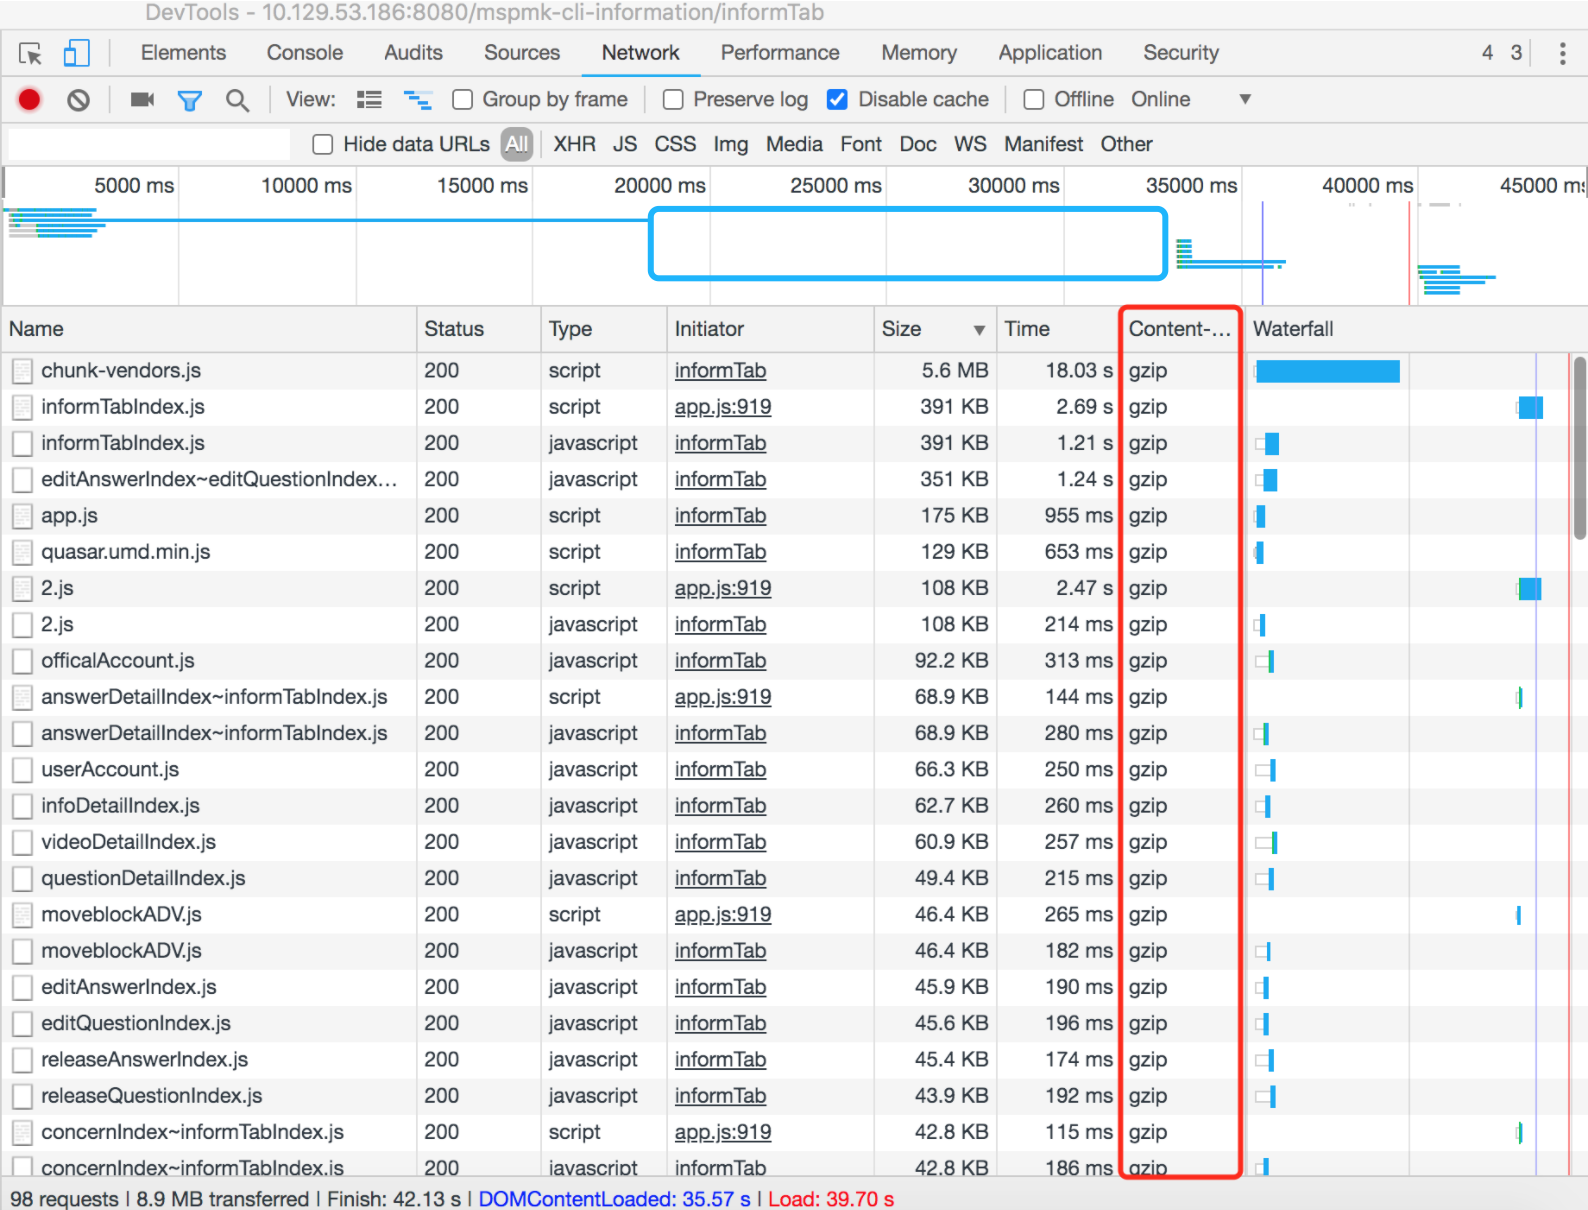 DevTools - 10.129.53.186:8080/mspmk-cli-information/informTab
Elements Console Audits Sources Network Performance Memory Application Security 4 3
View: Group by frame Preserve log Disable cache Offline Online
Hide data URLs All XHR JS CSS Img Media Font Doc WS Manifest Other
5000 ms 10000 ms 15000 ms 20000 ms 25000 ms 30000 ms 35000 ms 40000 ms 45000 ms
Name Status Type Initiator Size Time Content-... Waterfall
chunk-vendors.js 200 script informTab 5.6 MB 18.03 s gzip
informTabIndex.js 200 script app.js:919 391 KB 2.69 s gzip
informTabIndex.js 200 javascript informTab 391 KB 1.21 s gzip
editAnswerIndex~editQuestionIndex... 200 javascript informTab 351 KB 1.24 s gzip
app.js 200 script informTab 175 KB 955 ms gzip
quasar.umd.min.js 200 script informTab 129 KB 653 ms gzip
2.js 200 script app.js:919 108 KB 2.47 s gzip
2.js 200 javascript informTab 108 KB 214 ms gzip
officalAccount.js 200 javascript informTab 92.2 KB 313 ms gzip
answerDetailIndex~informTabIndex.js 200 script app.js:919 68.9 KB 144 ms gzip
answerDetailIndex~informTabIndex.js 200 javascript informTab 68.9 KB 280 ms gzip
userAccount.js 200 javascript informTab 66.3 KB 250 ms gzip
infoDetailIndex.js 200 javascript informTab 62.7 KB 260 ms gzip
videoDetailIndex.js 200 javascript informTab 60.9 KB 257 ms gzip
questionDetailIndex.js 200 javascript informTab 49.4 KB 215 ms gzip
moveblockADV.js 200 script app.js:919 46.4 KB 265 ms gzip
moveblockADV.js 200 javascript informTab 46.4 KB 182 ms gzip
editAnswerIndex.js 200 javascript informTab 45.9 KB 190 ms gzip
editQuestionIndex.js 200 javascript informTab 45.6 KB 196 ms gzip
releaseAnswerIndex.js 200 javascript informTab 45.4 KB 174 ms gzip
releaseQuestionIndex.js 200 javascript informTab 43.9 KB 192 ms gzip
concernIndex~informTabIndex.js 200 script app.js:919 42.8 KB 115 ms gzip
concernIndex~informTabIndex.js 200 javascript informTab 42.8 KB 186 ms gzip
98 requests | 8.9 MB transferred | Finish: 42.13 s | DOMContentLoaded: 35.57 s | Load: 39.70 s